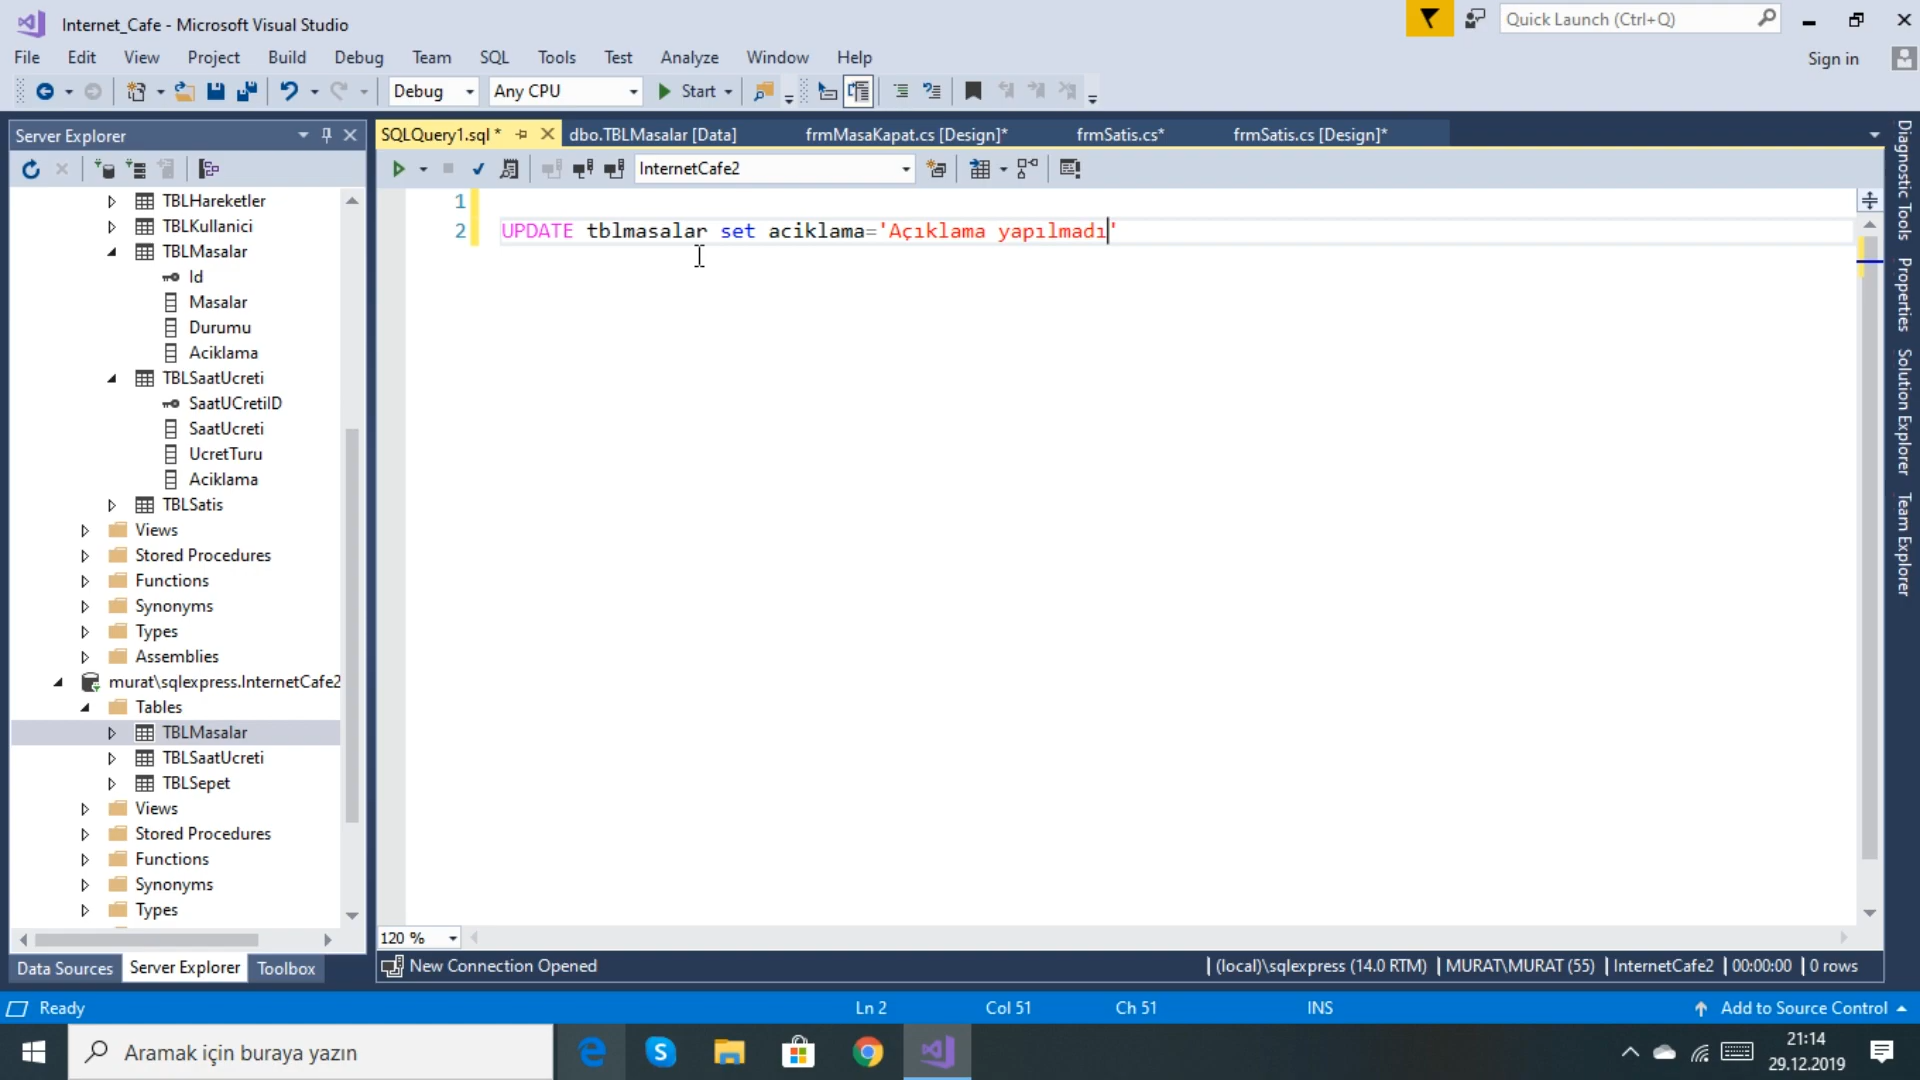 Internet_Cafe - Microsoft Visual Studio
Quick Launch (Ctrl+Q)
File Edit View Project Build Debug Team SQL Tools Test Analyze Window Help
Sign in
Debug Any CPU Start
Server Explorer
SQLQuery1.sql * dbo.TBLMasalar [Data] frmMasaKapat.cs [Design]* frmSatis.cs* frmSatis.cs [Design]*
InternetCafe2
TBLHareketler
TBLKullanici
TBLMasalar
Id
Masalar
Durumu
Aciklama
TBLSaatUcreti
SaatUCretiID
SaatUcreti
UcretTuru
Aciklama
TBLSatis
Views
Stored Procedures
Functions
Synonyms
Types
Assemblies
murat\sqlexpress.InternetCafe2
Tables
TBLMasalar
TBLSaatUcreti
TBLSepet
Views
Stored Procedures
Functions
Synonyms
Types
1
2 UPDATE tblmasalar set aciklama='Açıklama yapılmadı'
Diagnostic Tools
Properties
Solution Explorer
Team Explorer
120 %
Data Sources Server Explorer Toolbox
New Connection Opened
(local)\sqlexpress (14.0 RTM) MURAT\MURAT (55) InternetCafe2 00:00:00 0 rows
Ready Ln 2 Col 51 Ch 51 INS Add to Source Control
Aramak için buraya yazın
21:14
29.12.2019